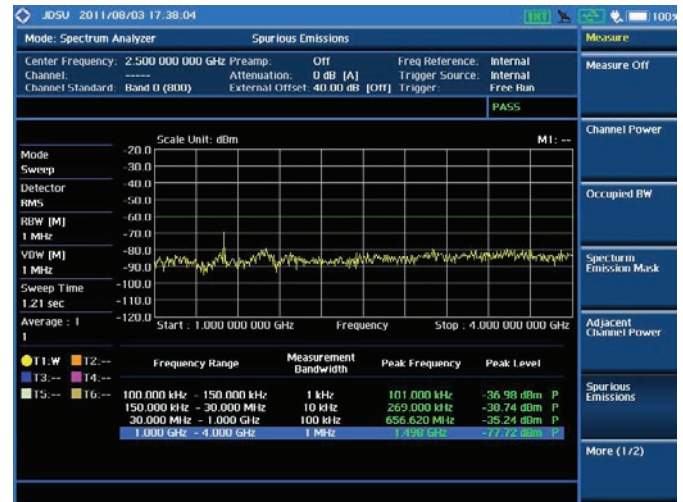 JDSU 2011/08/03 17:38:04 INT 100%
Mode: Spectrum Analyzer Spurious Emissions
Center Frequency: 2.500 000 000 GHz Preamp: Off Freq Reference: Internal
Channel: ----- Attenuation: 0 dB [A] Trigger Source: Internal
Channel Standard: Band 0 (800) External Offset: 40.00 dB [Off] Trigger: Free Run
PASS
Scale Unit: dBm M1: --
Mode
Sweep
Detector
RMS
RBW [M]
1 MHz
VBW [M]
1 MHz
Sweep Time
1.21 sec
Average : 1
1
T1:W T2:--
T3:-- T4:--
T5:-- T6:--
-20.0
-30.0
-40.0
-50.0
-60.0
-70.0
-80.0
-90.0
-100.0
-110.0
-120.0
Start : 1.000 000 000 GHz Frequency Stop : 4.000 000 000 GHz
Frequency Range Measurement Bandwidth Peak Frequency Peak Level
100.000 kHz - 150.000 kHz 1 kHz 101.000 kHz -36.98 dBm P
150.000 kHz - 30.000 MHz 10 kHz 269.000 kHz -38.74 dBm P
30.000 MHz - 1.000 GHz 100 kHz 656.620 MHz -35.24 dBm P
1.000 GHz - 4.000 GHz 1 MHz 1.498 GHz -77.72 dBm P
Measure
Measure Off
Channel Power
Occupied BW
Specturm
Emission Mask
Adjacent
Channel Power
Spurious
Emissions
More (1/2)